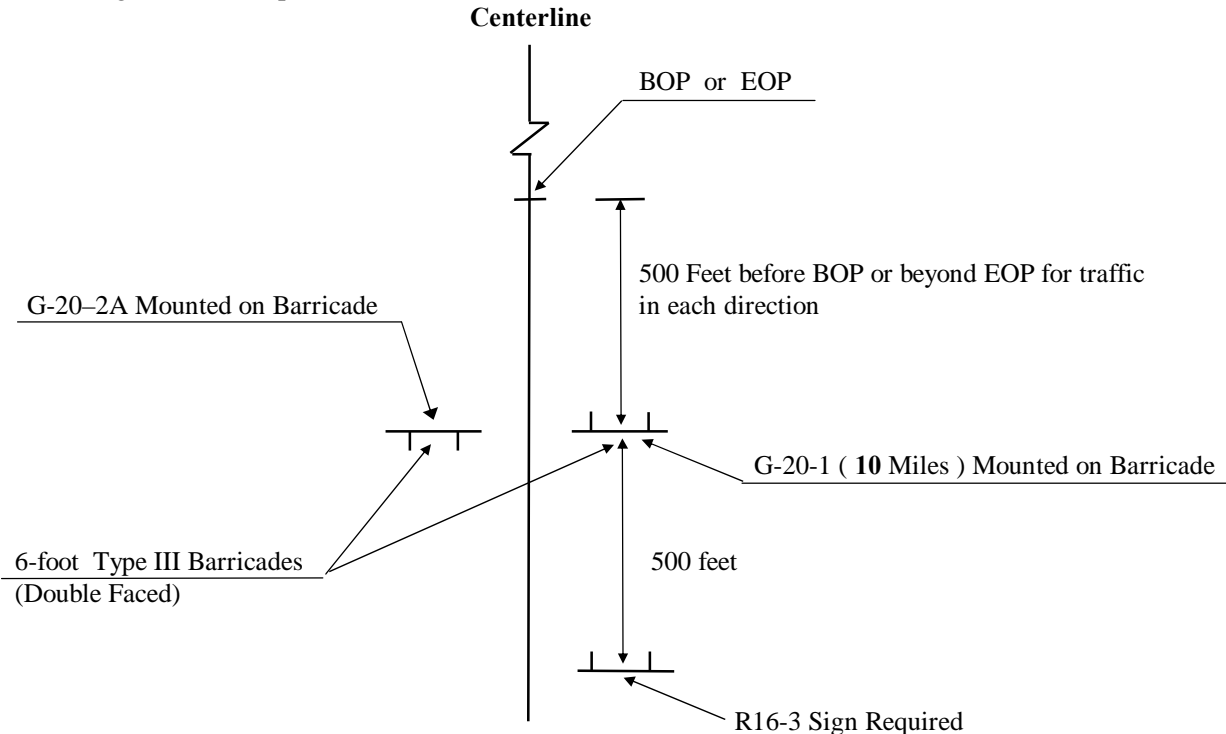 Centerline
BOP or EOP
500 Feet before BOP or beyond EOP for traffic
in each direction
G-20–2A Mounted on Barricade
G-20-1 ( 10 Miles ) Mounted on Barricade
6-foot Type III Barricades
(Double Faced)
500 feet
R16-3 Sign Required